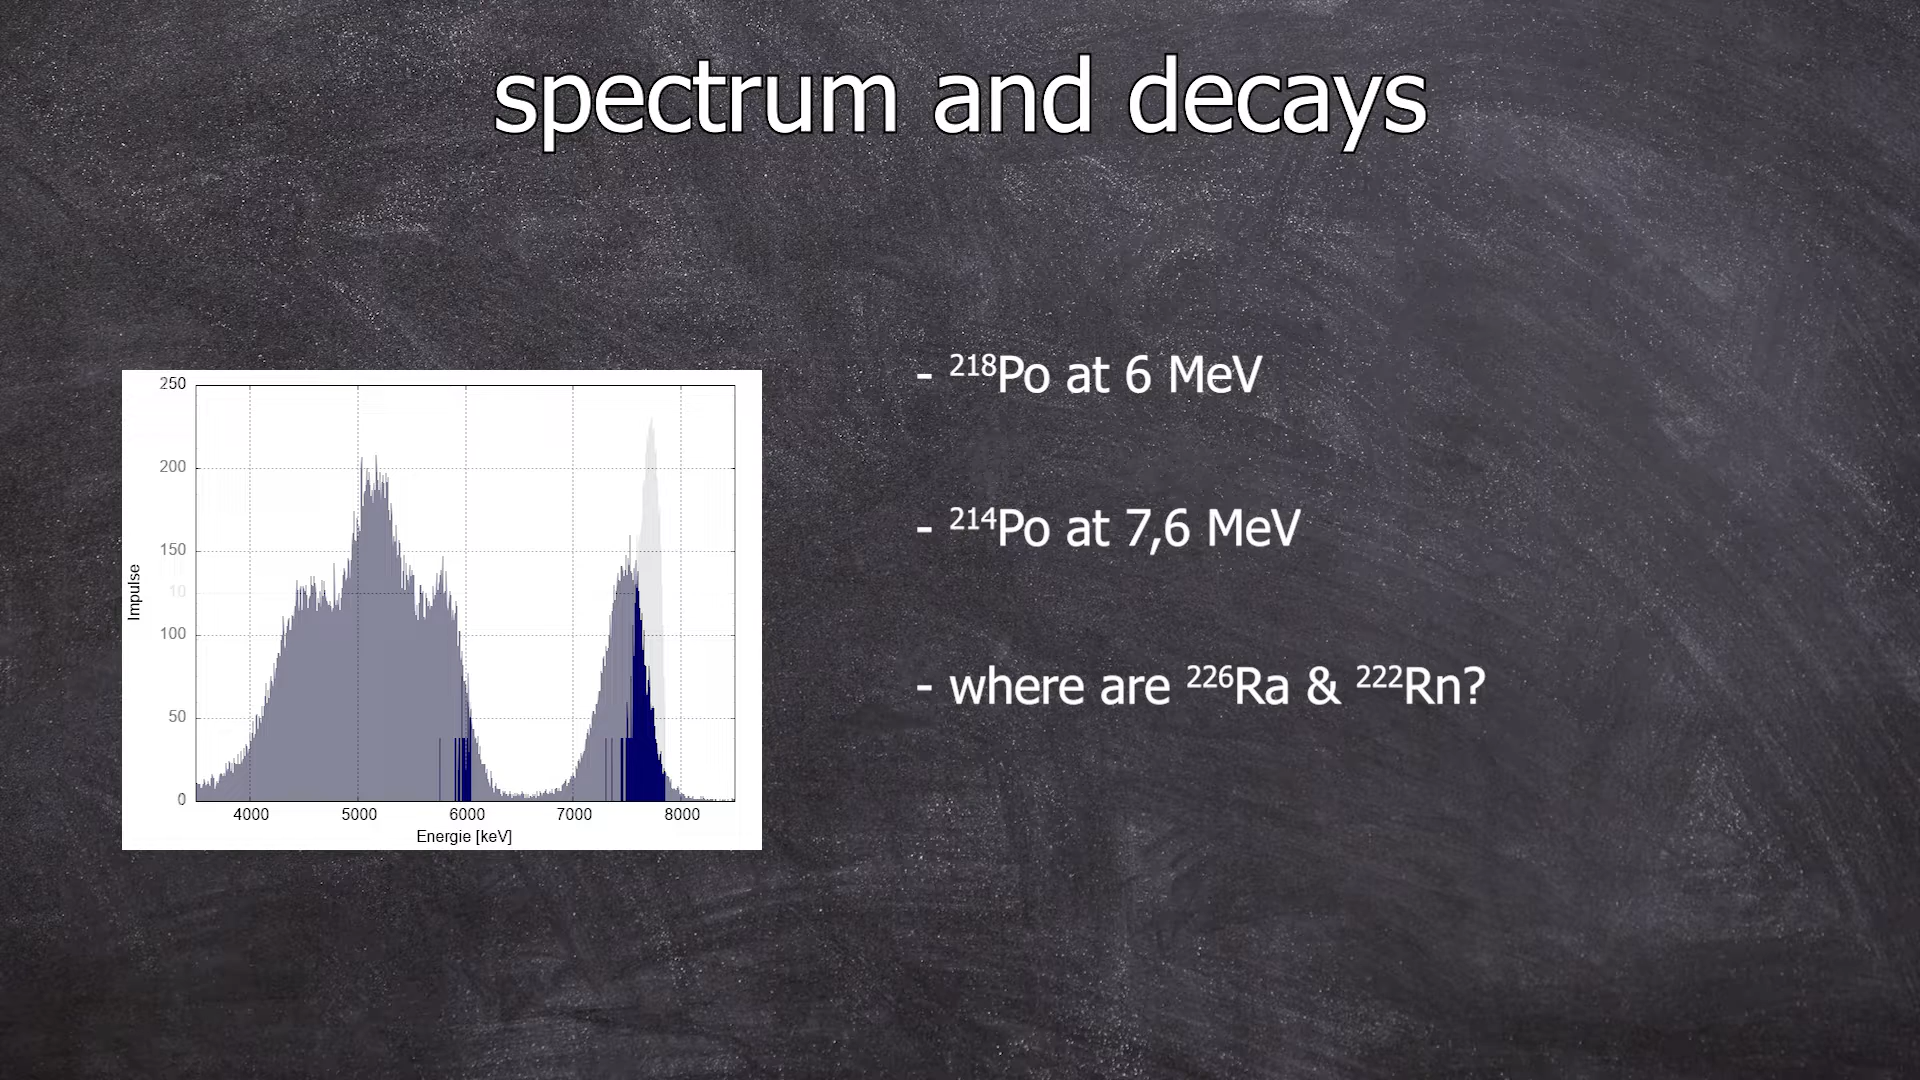 spectrum and decays
- ²¹⁸Po at 6 MeV
- ²¹⁴Po at 7,6 MeV
- where are ²²⁶Ra & ²²²Rn?
250
200
150
10
100
50
0
Impulse
4000 5000 6000 7000 8000
Energie [keV]